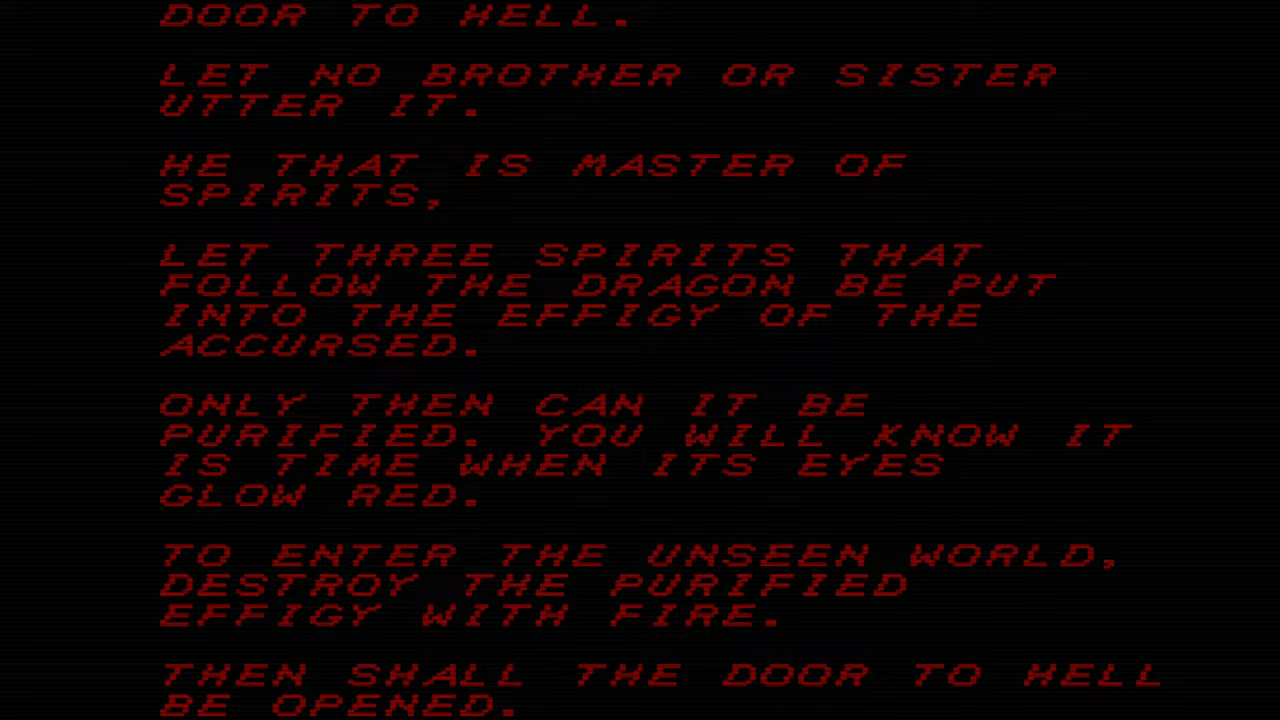 DOOR TO HELL.
LET NO BROTHER OR SISTER
UTTER IT.
HE THAT IS MASTER OF
SPIRITS,
LET THREE SPIRITS THAT
FOLLOW THE DRAGON BE PUT
INTO THE EFFIGY OF THE
ACCURSED.
ONLY THEN CAN IT BE
PURIFIED. YOU WILL KNOW IT
IS TIME WHEN ITS EYES
GLOW RED.
TO ENTER THE UNSEEN WORLD,
DESTROY THE PURIFIED
EFFIGY WITH FIRE.
THEN SHALL THE DOOR TO HELL
BE OPENED.